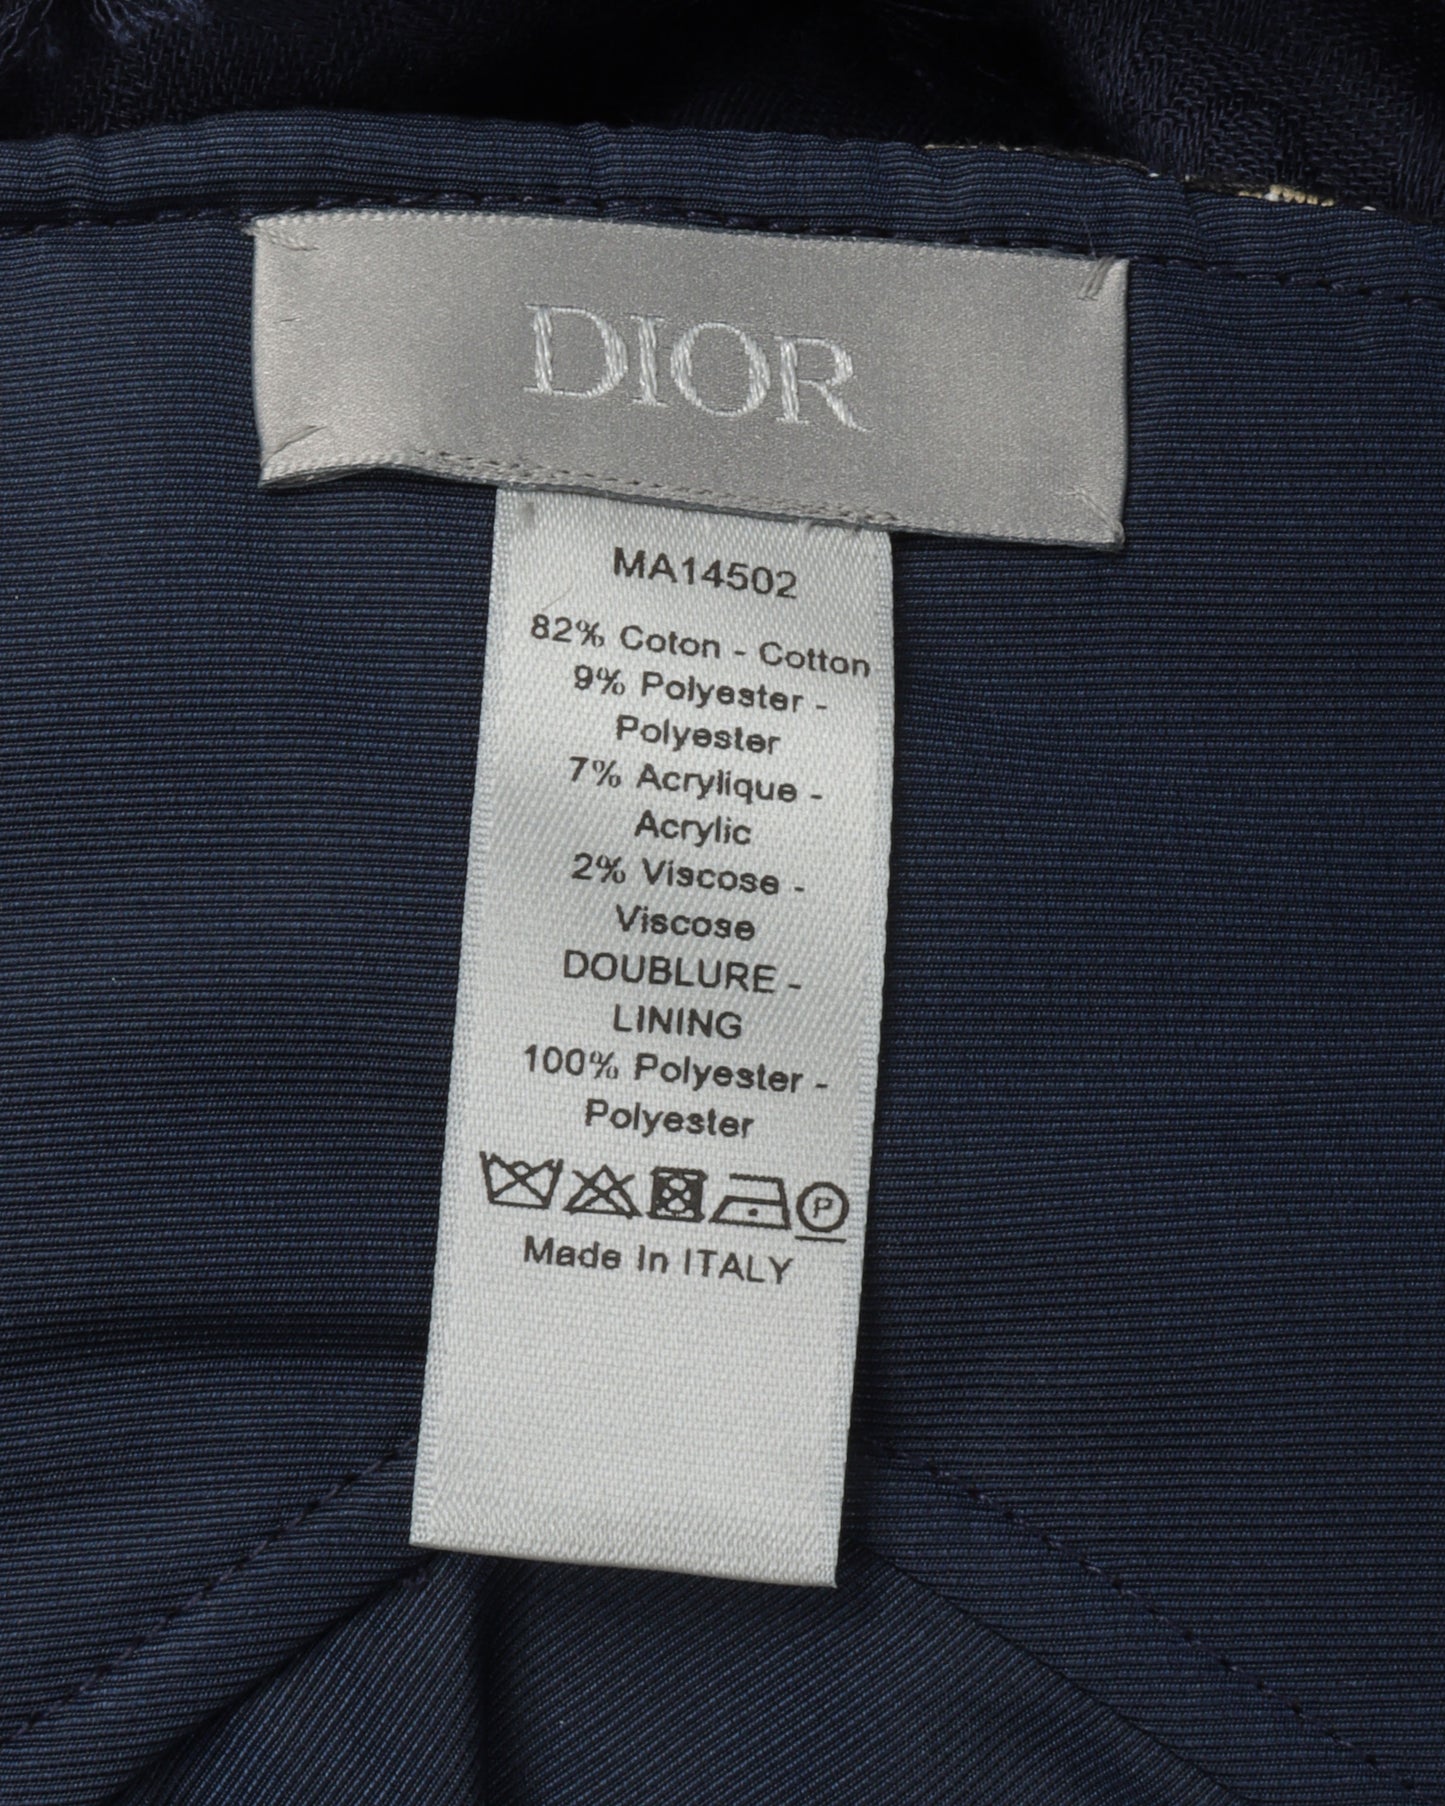 DIOR
MA14502
82% Coton - Cotton
9% Polyester -
Polyester
7% Acrylique -
Acrylic
2% Viscose -
Viscose
DOUBLURE -
LINING
100% Polyester -
Polyester
P
Made In ITALY